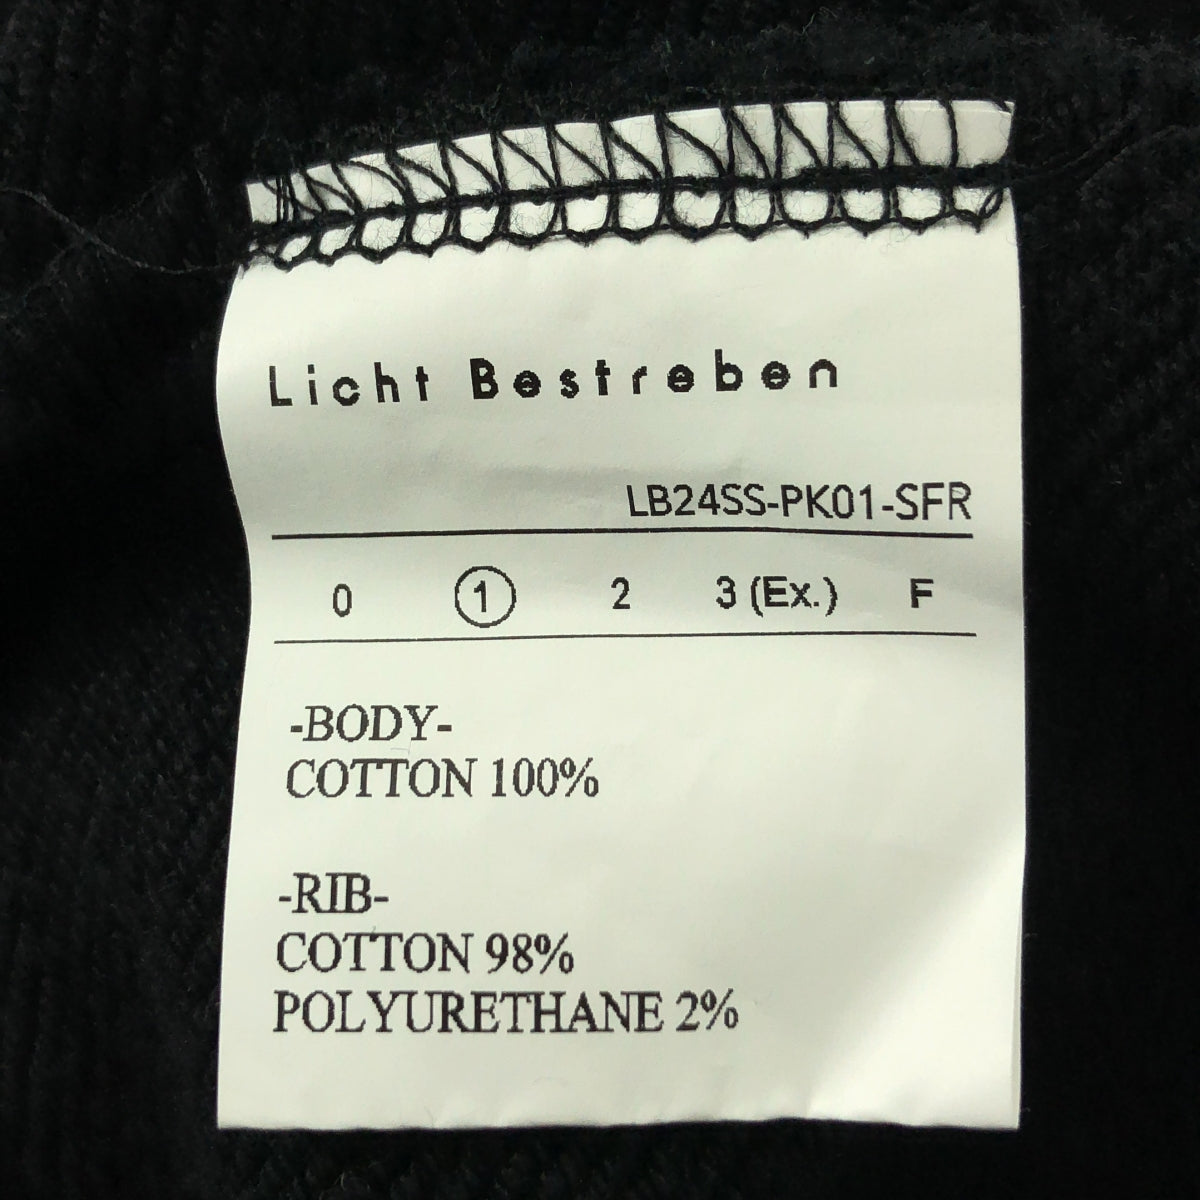 Licht Bestreben
LB24SS-PK01-SFR
0 1 2 3 (Ex.) F
-BODY-
COTTON 100%
-RIB-
COTTON 98%
POLYURETHANE 2%